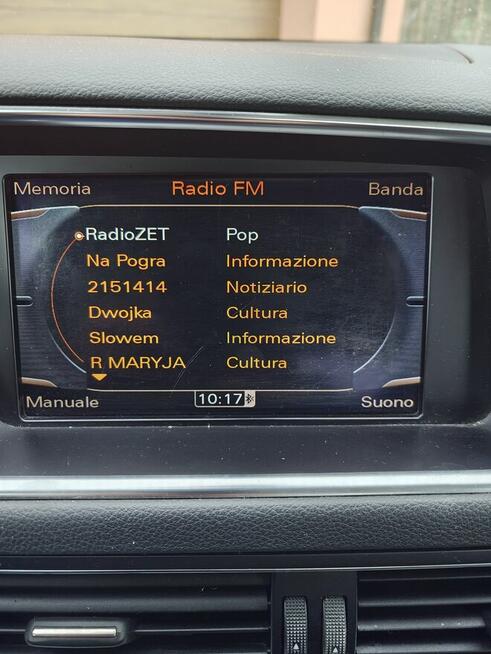 Memoria Radio FM Banda
RadioZET Pop
Na Pogra Informazione
2151414 Notiziario
Dwojka Cultura
Slowem Informazione
R MARYJA Cultura
Manuale 10:17 Suono